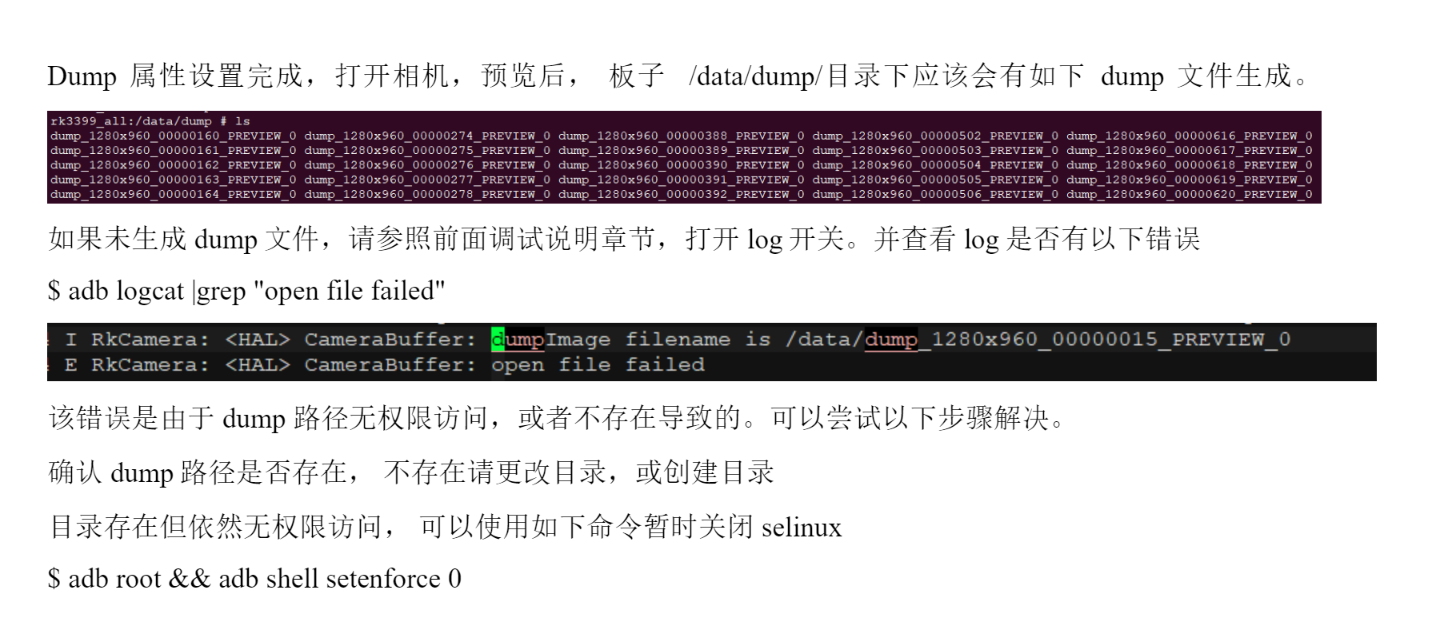 Dump 属性设置完成，打开相机，预览后， 板子 /data/dump/目录下应该会有如下 dump 文件生成。
rk3399_all:/data/dump # ls
dump_1280x960_00000160_PREVIEW_0 dump_1280x960_00000274_PREVIEW_0 dump_1280x960_00000388_PREVIEW_0 dump_1280x960_00000502_PREVIEW_0 dump_1280x960_00000616_PREVIEW_0
dump_1280x960_00000161_PREVIEW_0 dump_1280x960_00000275_PREVIEW_0 dump_1280x960_00000389_PREVIEW_0 dump_1280x960_00000503_PREVIEW_0 dump_1280x960_00000617_PREVIEW_0
dump_1280x960_00000162_PREVIEW_0 dump_1280x960_00000276_PREVIEW_0 dump_1280x960_00000390_PREVIEW_0 dump_1280x960_00000504_PREVIEW_0 dump_1280x960_00000618_PREVIEW_0
dump_1280x960_00000163_PREVIEW_0 dump_1280x960_00000277_PREVIEW_0 dump_1280x960_00000391_PREVIEW_0 dump_1280x960_00000505_PREVIEW_0 dump_1280x960_00000619_PREVIEW_0
dump_1280x960_00000164_PREVIEW_0 dump_1280x960_00000278_PREVIEW_0 dump_1280x960_00000392_PREVIEW_0 dump_1280x960_00000506_PREVIEW_0 dump_1280x960_00000620_PREVIEW_0
如果未生成 dump 文件，请参照前面调试说明章节，打开 log 开关。并查看 log 是否有以下错误
$ adb logcat |grep "open file failed"
I RkCamera: <HAL> CameraBuffer: dumpImage filename is /data/dump_1280x960_00000015_PREVIEW_0
E RkCamera: <HAL> CameraBuffer: open file failed
该错误是由于 dump 路径无权限访问，或者不存在导致的。可以尝试以下步骤解决。
确认 dump 路径是否存在， 不存在请更改目录，或创建目录
目录存在但依然无权限访问， 可以使用如下命令暂时关闭 selinux
$ adb root && adb shell setenforce 0